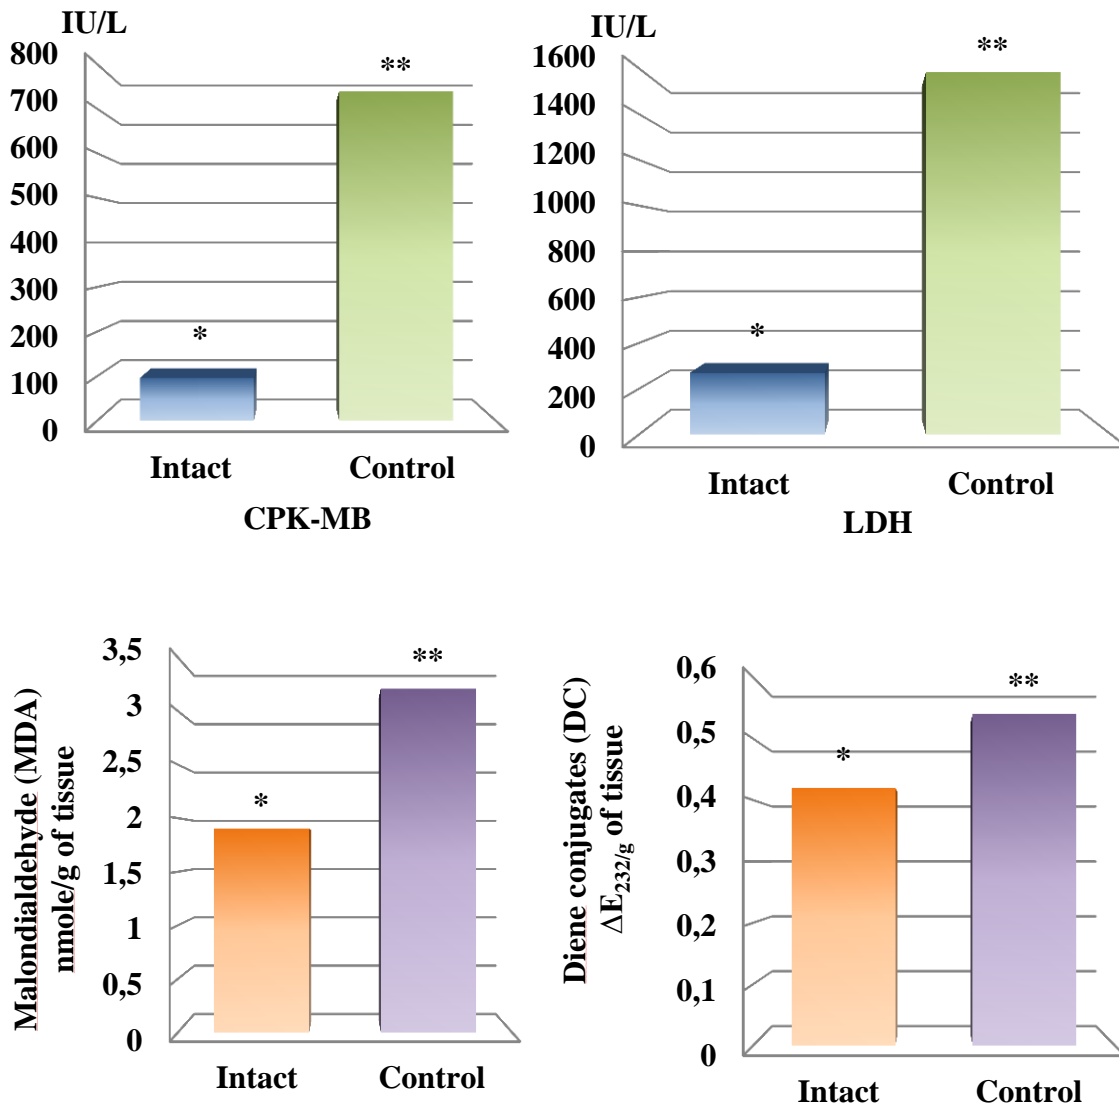 IU/L
800
700
600
500
400
300
200
100
0
*
**
Intact
Control
CPK-MB
IU/L
1600
1400
1200
1000
800
600
400
200
0
*
**
Intact
Control
LDH
Malondialdehyde (MDA)
nmole/g of tissue
3,5
3
2,5
2
1,5
1
0,5
0
*
**
Intact
Control
Diene conjugates (DC)
ΔE232/g of tissue
0,6
0,5
0,4
0,3
0,2
0,1
0
*
**
Intact
Control